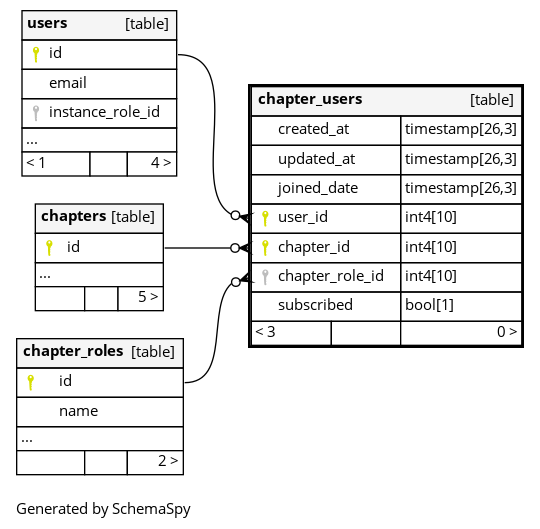 users [table]
id
email
instance_role_id
...
< 1 4 >
chapter_users [table]
created_at timestamp[26,3]
updated_at timestamp[26,3]
joined_date timestamp[26,3]
user_id int4[10]
chapter_id int4[10]
chapter_role_id int4[10]
subscribed bool[1]
< 3 0 >
chapters [table]
id
...
5 >
chapter_roles [table]
id
name
...
2 >
Generated by SchemaSpy